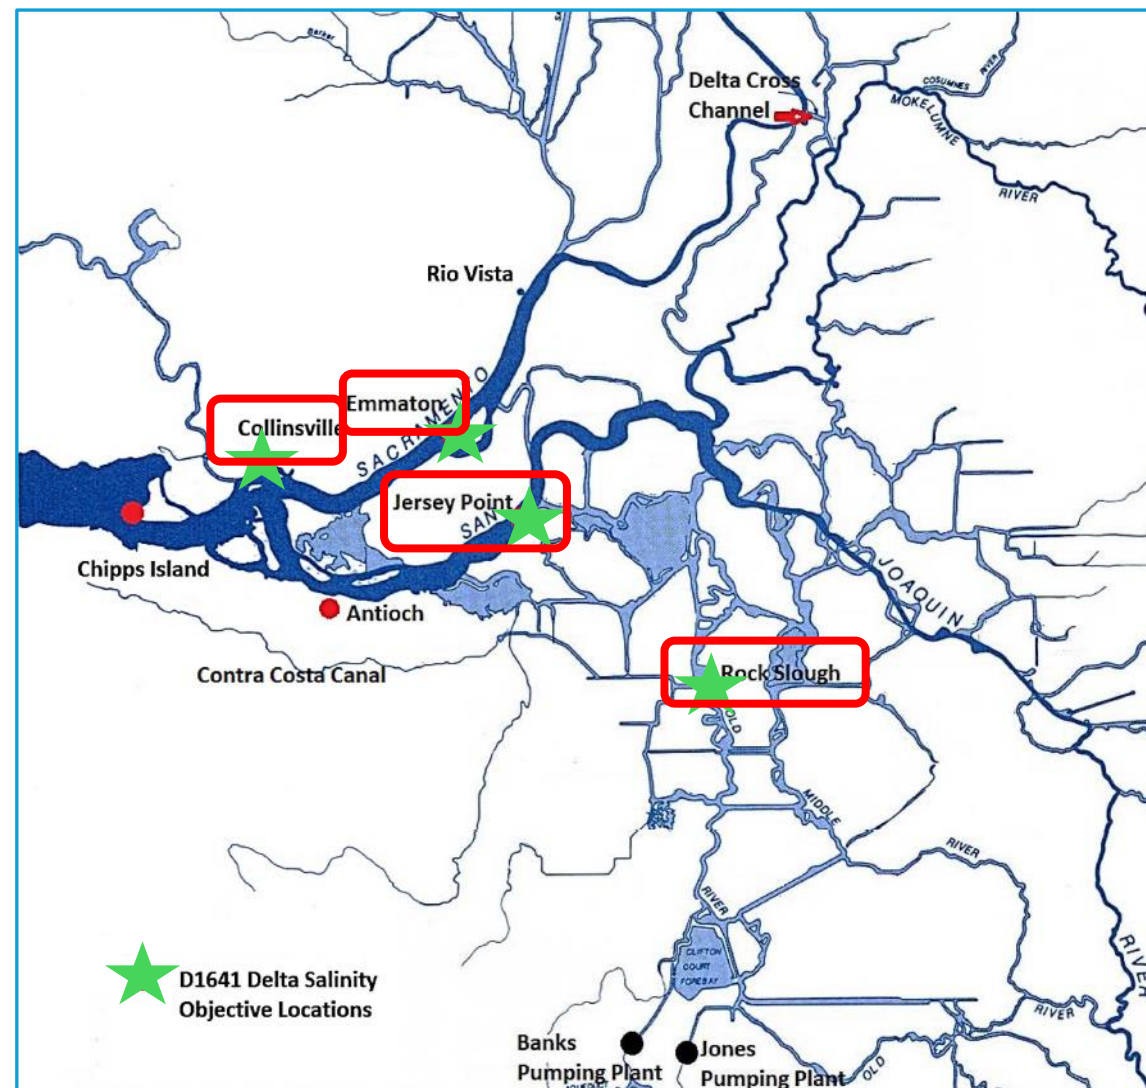 Barker
Delta Cross
Channel
COSUMNES
RIVER
MOKELUMNE
RIVER
Rio Vista
Emmaton
Collinsville
SACRAMENTO
Jersey Point
SAN
JOAQUIN
Chipps Island
Antioch
Contra Costa Canal
Rock Slough
OLD
MIDDLE
RIVER
RIVER
CLIFTON
COURT
FOREBAY
RIVER
D1641 Delta Salinity
Objective Locations
RIVER
Banks
Pumping Plant
Jones
Pumping Plant
OLD